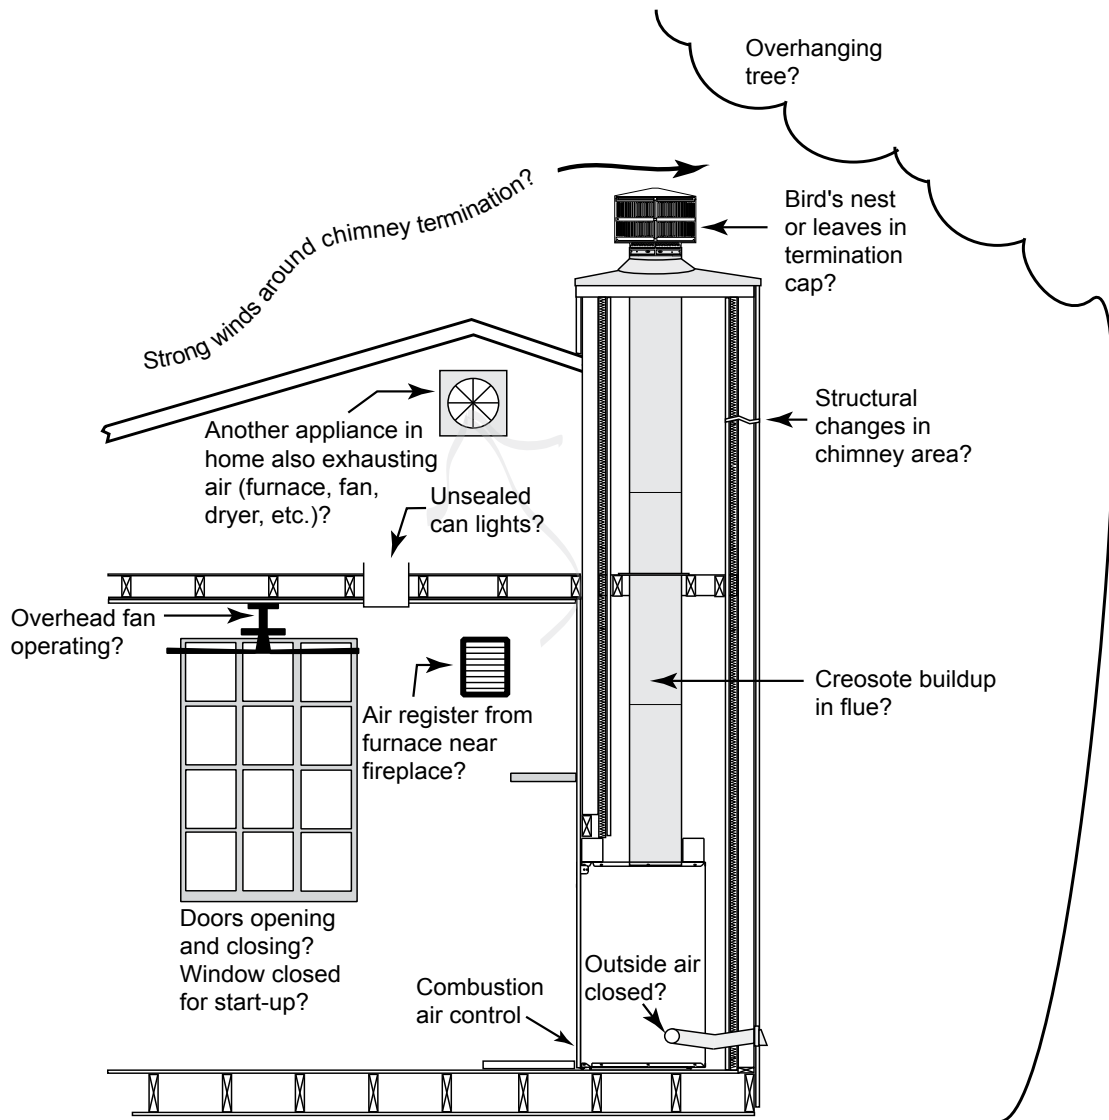 Overhanging
tree?
Strong winds around chimney termination?
Bird's nest
or leaves in
termination
cap?
Structural
changes in
chimney area?
Another appliance in
home also exhausting
air (furnace, fan,
dryer, etc.)?
Unsealed
can lights?
Overhead fan
operating?
Air register from
furnace near
fireplace?
Creosote buildup
in flue?
Doors opening
and closing?
Window closed
for start-up?
Combustion
air control
Outside air
closed?